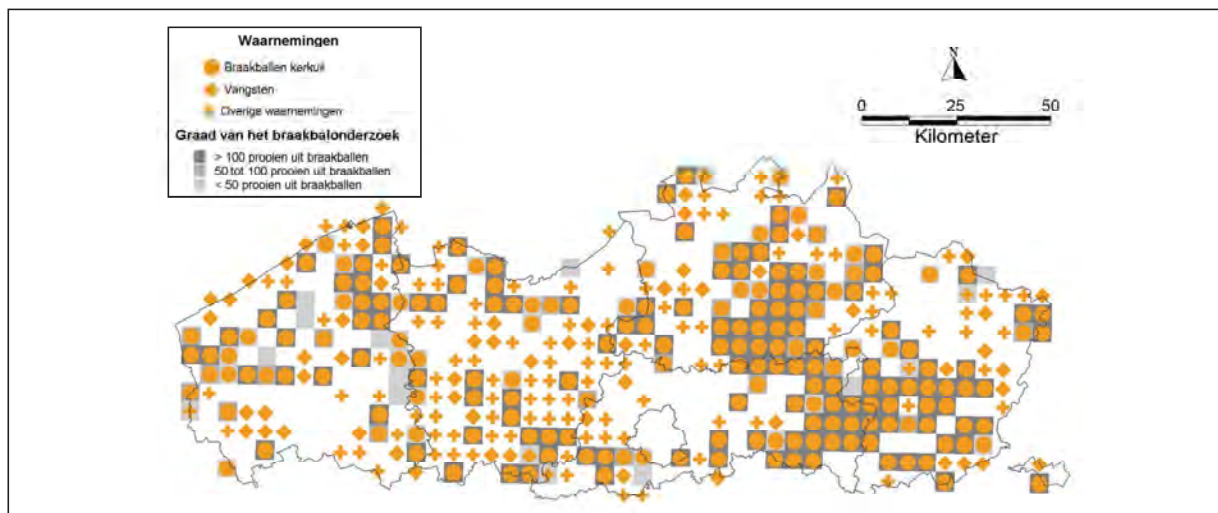 Waarnemingen
Braakballen kerkuil
Vangsten
Overige waarnemingen
Graad van het braakbalonderzoek
> 100 prooien uit braakballen
50 tot 100 prooien uit braakballen
< 50 prooien uit braakballen
N
0 25 50
Kilometer